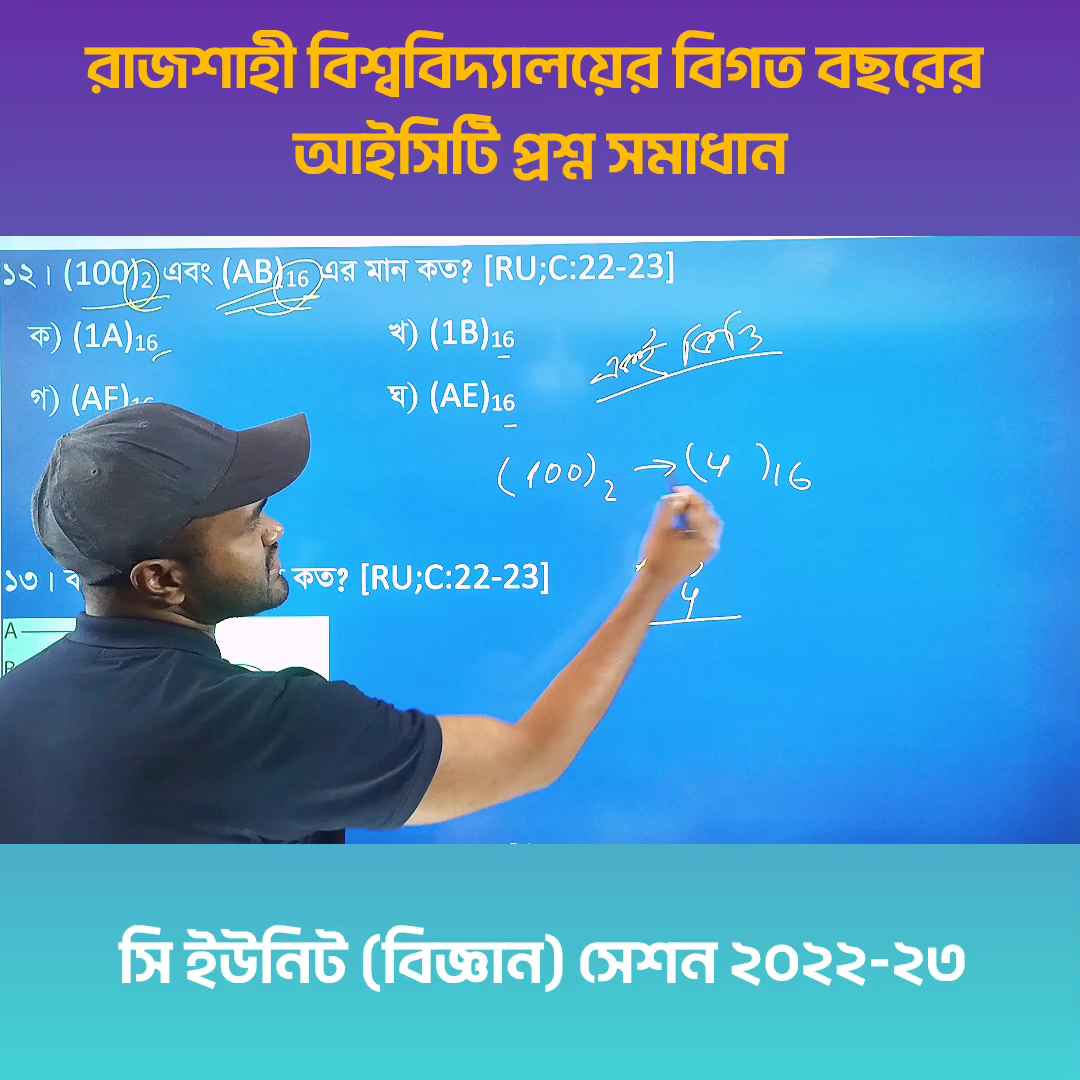 রাজশাহী বিশ্ববিদ্যালয়ের বিগত বছরের
আইসিটি প্রশ্ন সমাধান
১২। (100)2 এবং (AB)16 এর মান কত? [RU;C:22-23]
ক) (1A)16
খ) (1B)16
একই ভিত্তি
গ) (AF)16
ঘ) (AE)16
(100)2 → (4 )16
4
১৩। কত? [RU;C:22-23]
A
B
সি ইউনিট (বিজ্ঞান) সেশন ২০২২-২৩